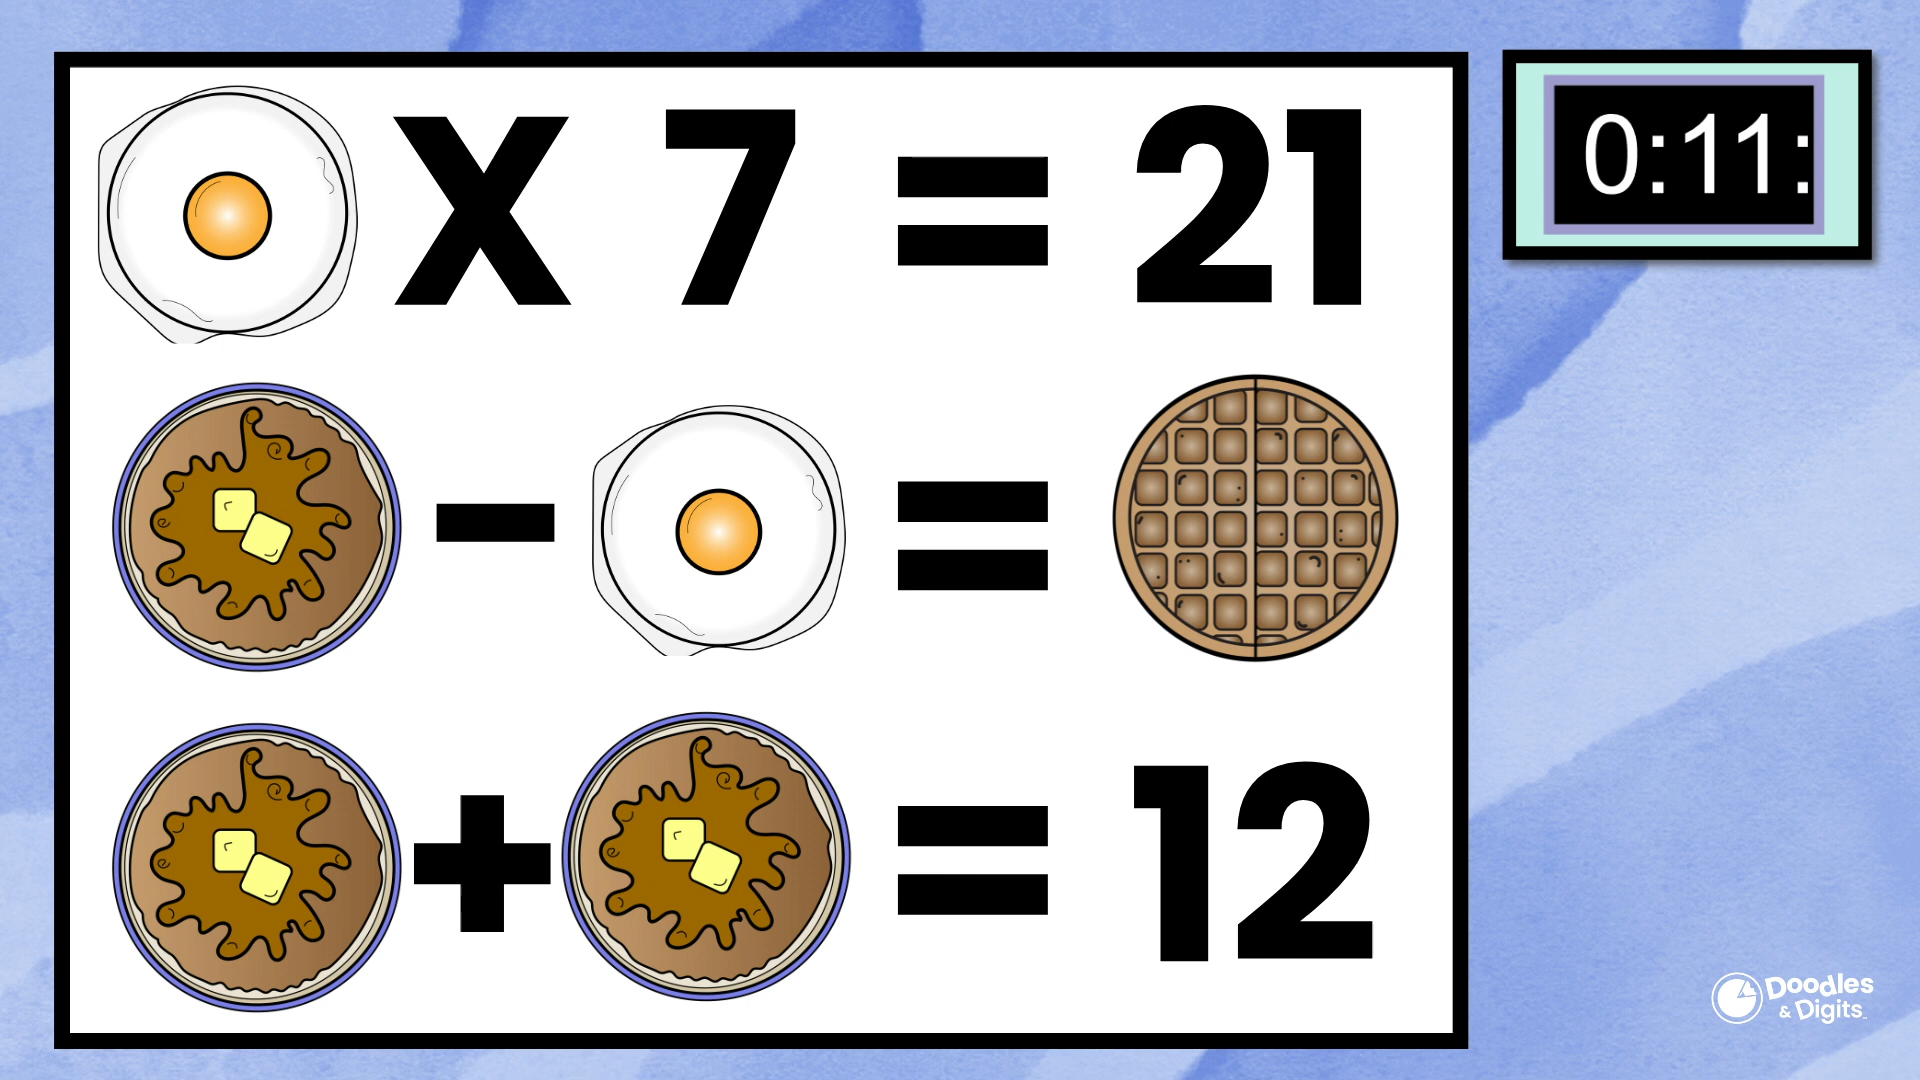 X 7 = 21
- =
+ = 12
0:11:
Doodles
& Digits